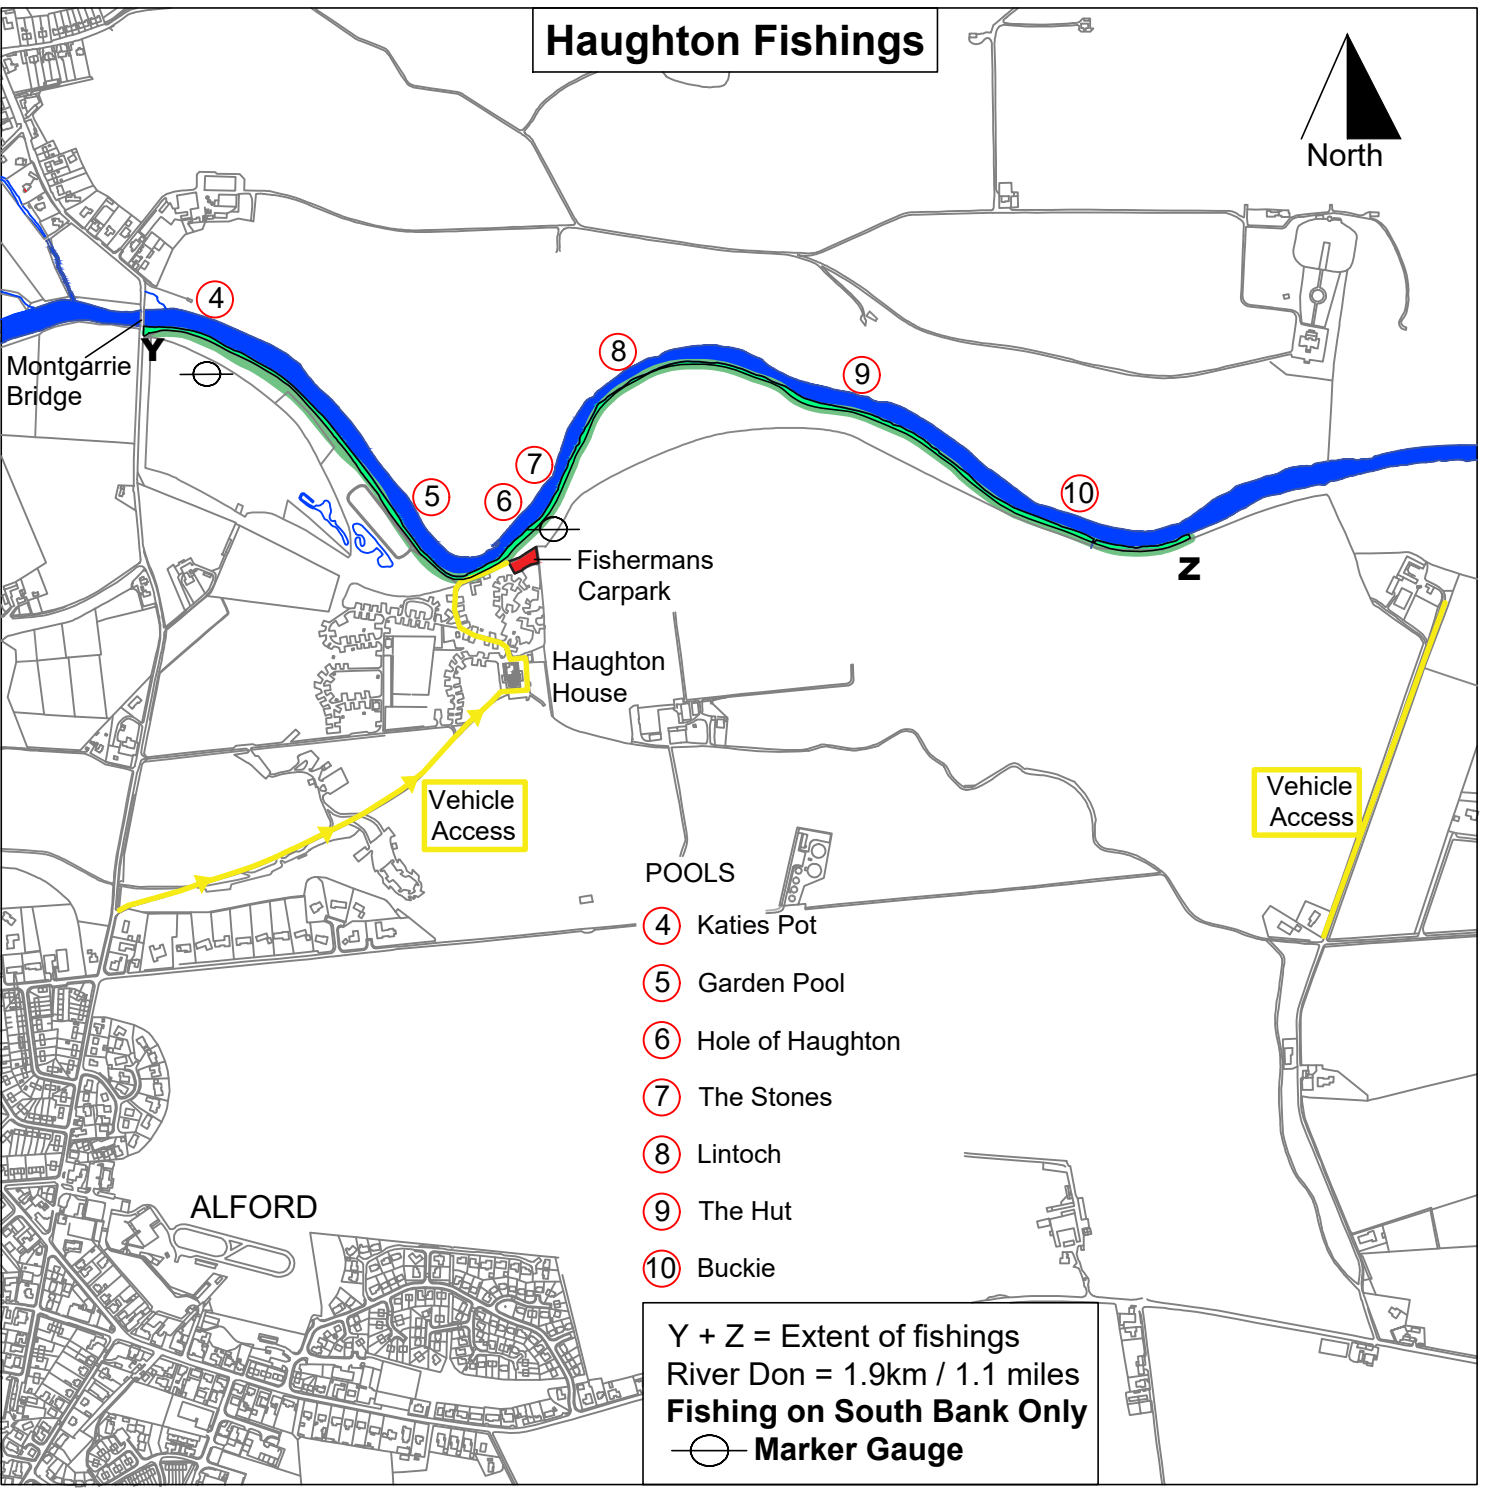 Haughton Fishings
North
4
Y
Montgarrie
Bridge
8
9
5
6
7
10
Z
Fishermans
Carpark
Haughton
House
Vehicle
Access
Vehicle
Access
POOLS
4 Katies Pot
5 Garden Pool
6 Hole of Haughton
7 The Stones
8 Lintoch
9 The Hut
10 Buckie
ALFORD
Y + Z = Extent of fishings
River Don = 1.9km / 1.1 miles
Fishing on South Bank Only
Marker Gauge